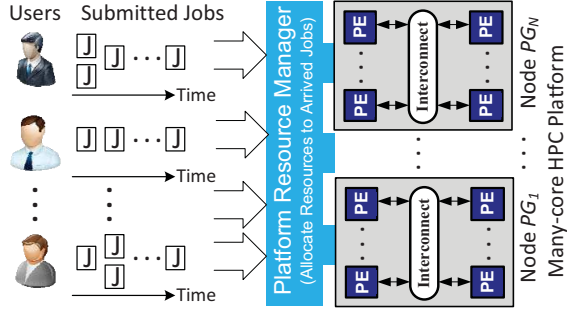 Users Submitted Jobs
J J ... J
J
Time
J J ... J
Time
J J ... J
J
Time
Platform Resource Manager
(Allocate Resources to Arrived Jobs)
PE PE
Interconnect
PE PE
Node PG_N
PE PE
Interconnect
PE PE
Node PG_1
Many-core HPC Platform